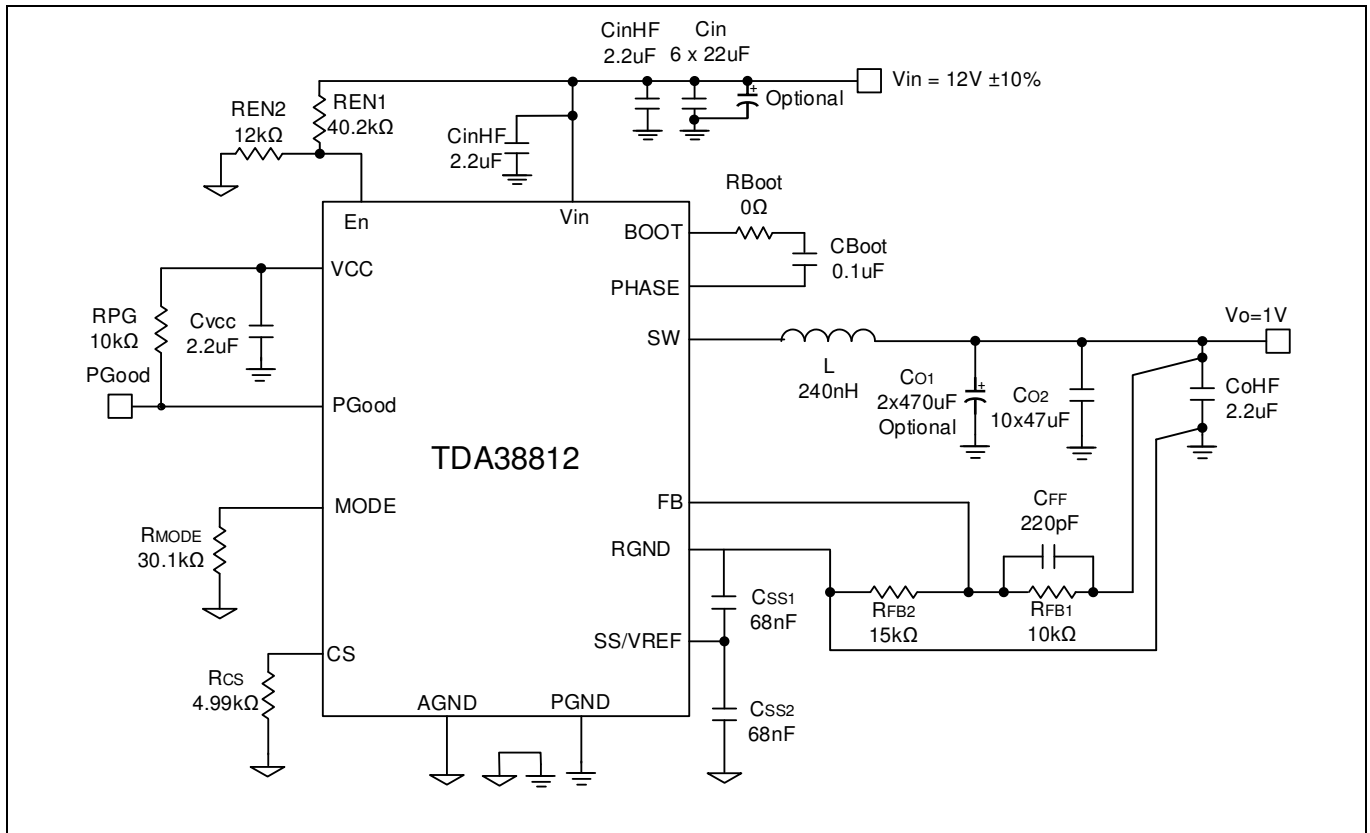 CinHF
2.2uF
Cin
6 x 22uF
Vin = 12V ±10%
Optional
REN2
12kΩ
REN1
40.2kΩ
CinHF
2.2uF
RBoot
0Ω
En
Vin
BOOT
CBoot
0.1uF
VCC
PHASE
RPG
10kΩ
Cvcc
2.2uF
SW
Vo=1V
L
240nH
CO1
2x470uF
Optional
CO2
10x47uF
CoHF
2.2uF
PGood
PGood
TDA38812
MODE
FB
CFF
220pF
RMODE
30.1kΩ
RGND
CSS1
68nF
RFB2
15kΩ
RFB1
10kΩ
SS/VREF
CS
RCS
4.99kΩ
AGND
PGND
CSS2
68nF